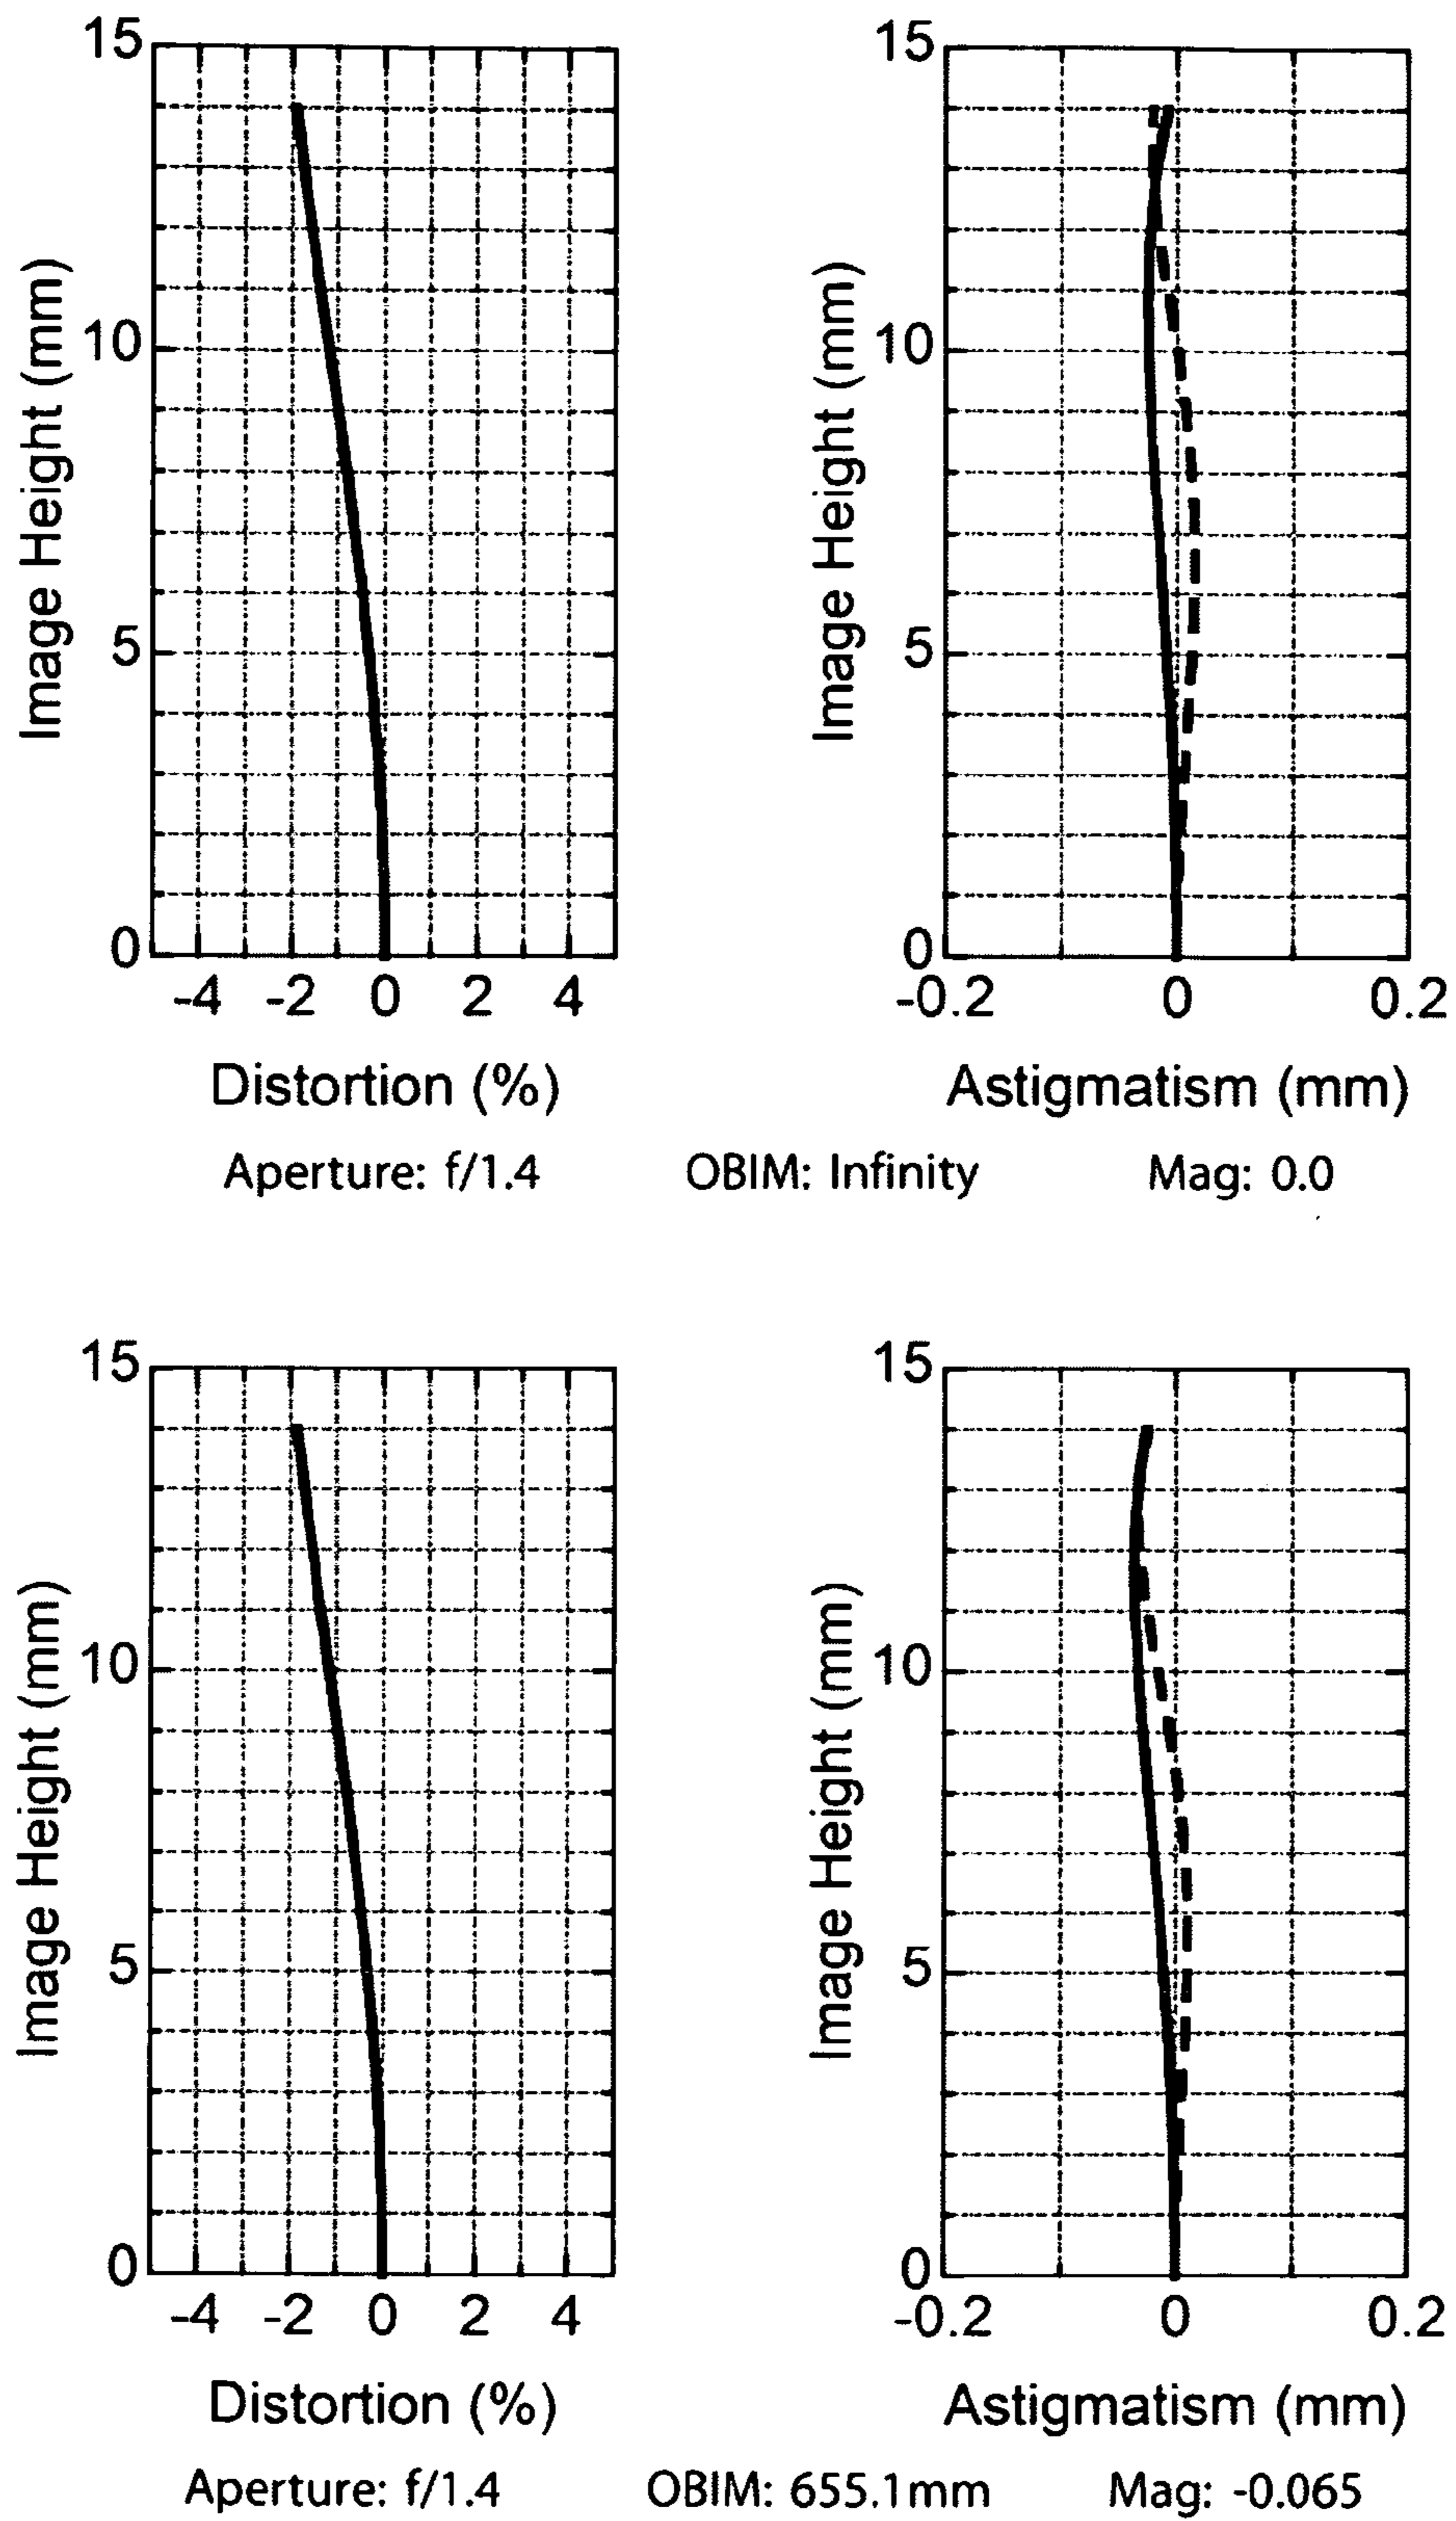 15
10
5
0
Image Height (mm)
-4 -2 0 2 4
Distortion (%)
15
10
5
0
Image Height (mm)
-0.2 0 0.2
Astigmatism (mm)
Aperture: f/1.4 OBIM: Infinity Mag: 0.0
15
10
5
0
Image Height (mm)
-4 -2 0 2 4
Distortion (%)
15
10
5
0
Image Height (mm)
-0.2 0 0.2
Astigmatism (mm)
Aperture: f/1.4 OBIM: 655.1mm Mag: -0.065